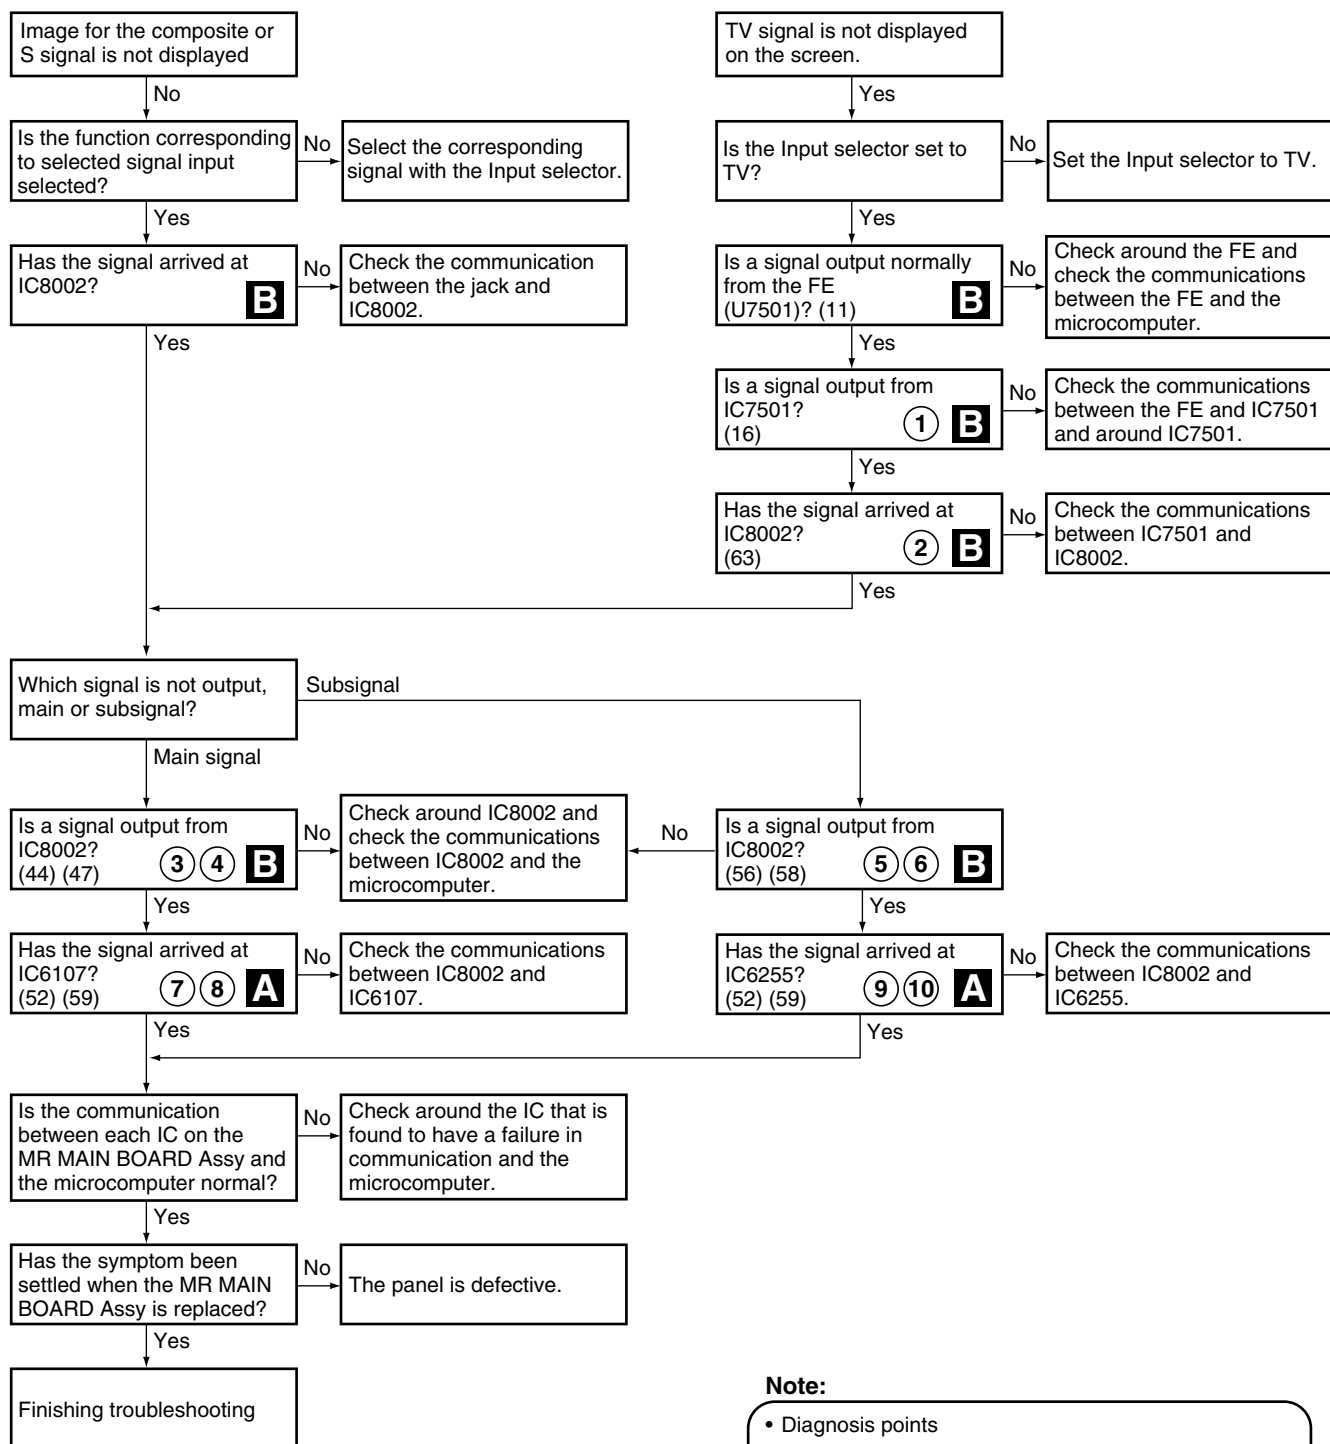 Image for the composite or
S signal is not displayed
No
Is the function corresponding
to selected signal input
selected?
No
Select the corresponding
signal with the Input selector.
Yes
Has the signal arrived at
IC8002?
B
No
Check the communication
between the jack and
IC8002.
Yes
TV signal is not displayed
on the screen.
Yes
Is the Input selector set to
TV?
No
Set the Input selector to TV.
Yes
Is a signal output normally
from the FE
(U7501)? (11)
B
No
Check around the FE and
check the communications
between the FE and the
microcomputer.
Yes
Is a signal output from
IC7501?
(16)
1 B
No
Check the communications
between the FE and IC7501
and around IC7501.
Yes
Has the signal arrived at
IC8002?
(63)
2 B
No
Check the communications
between IC7501 and
IC8002.
Yes
Which signal is not output,
main or subsignal?
Subsignal
Main signal
Is a signal output from
IC8002?
(44) (47)
3 4 B
No
Check around IC8002 and
check the communications
between IC8002 and the
microcomputer.
No
Is a signal output from
IC8002?
(56) (58)
5 6 B
Yes
Has the signal arrived at
IC6107?
(52) (59)
7 8 A
No
Check the communications
between IC8002 and
IC6107.
Yes
Yes
Has the signal arrived at
IC6255?
(52) (59)
9 10 A
No
Check the communications
between IC8002 and
IC6255.
Yes
Is the communication
between each IC on the
MR MAIN BOARD Assy and
the microcomputer normal?
No
Check around the IC that is
found to have a failure in
communication and the
microcomputer.
Yes
Has the symptom been
settled when the MR MAIN
BOARD Assy is replaced?
No
The panel is defective.
Yes
Finishing troubleshooting
Note:
• Diagnosis points